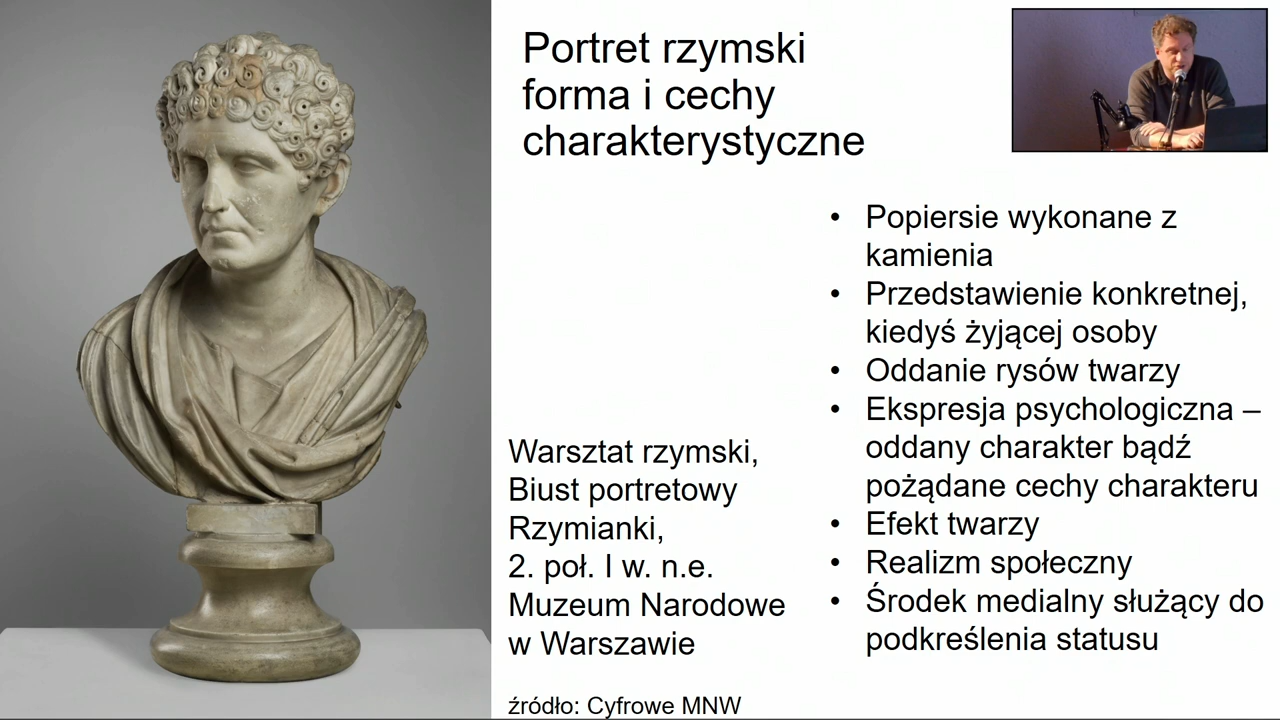 Portret rzymski
forma i cechy
charakterystyczne
• Popiersie wykonane z
kamienia
• Przedstawienie konkretnej,
kiedyś żyjącej osoby
• Oddanie rysów twarzy
• Ekspresja psychologiczna –
oddany charakter bądź
pożądane cechy charakteru
• Efekt twarzy
• Realizm społeczny
• Środek medialny służący do
podkreślenia statusu
Warsztat rzymski,
Biust portretowy
Rzymianki,
2. poł. I w. n.e.
Muzeum Narodowe
w Warszawie
źródło: Cyfrowe MNW